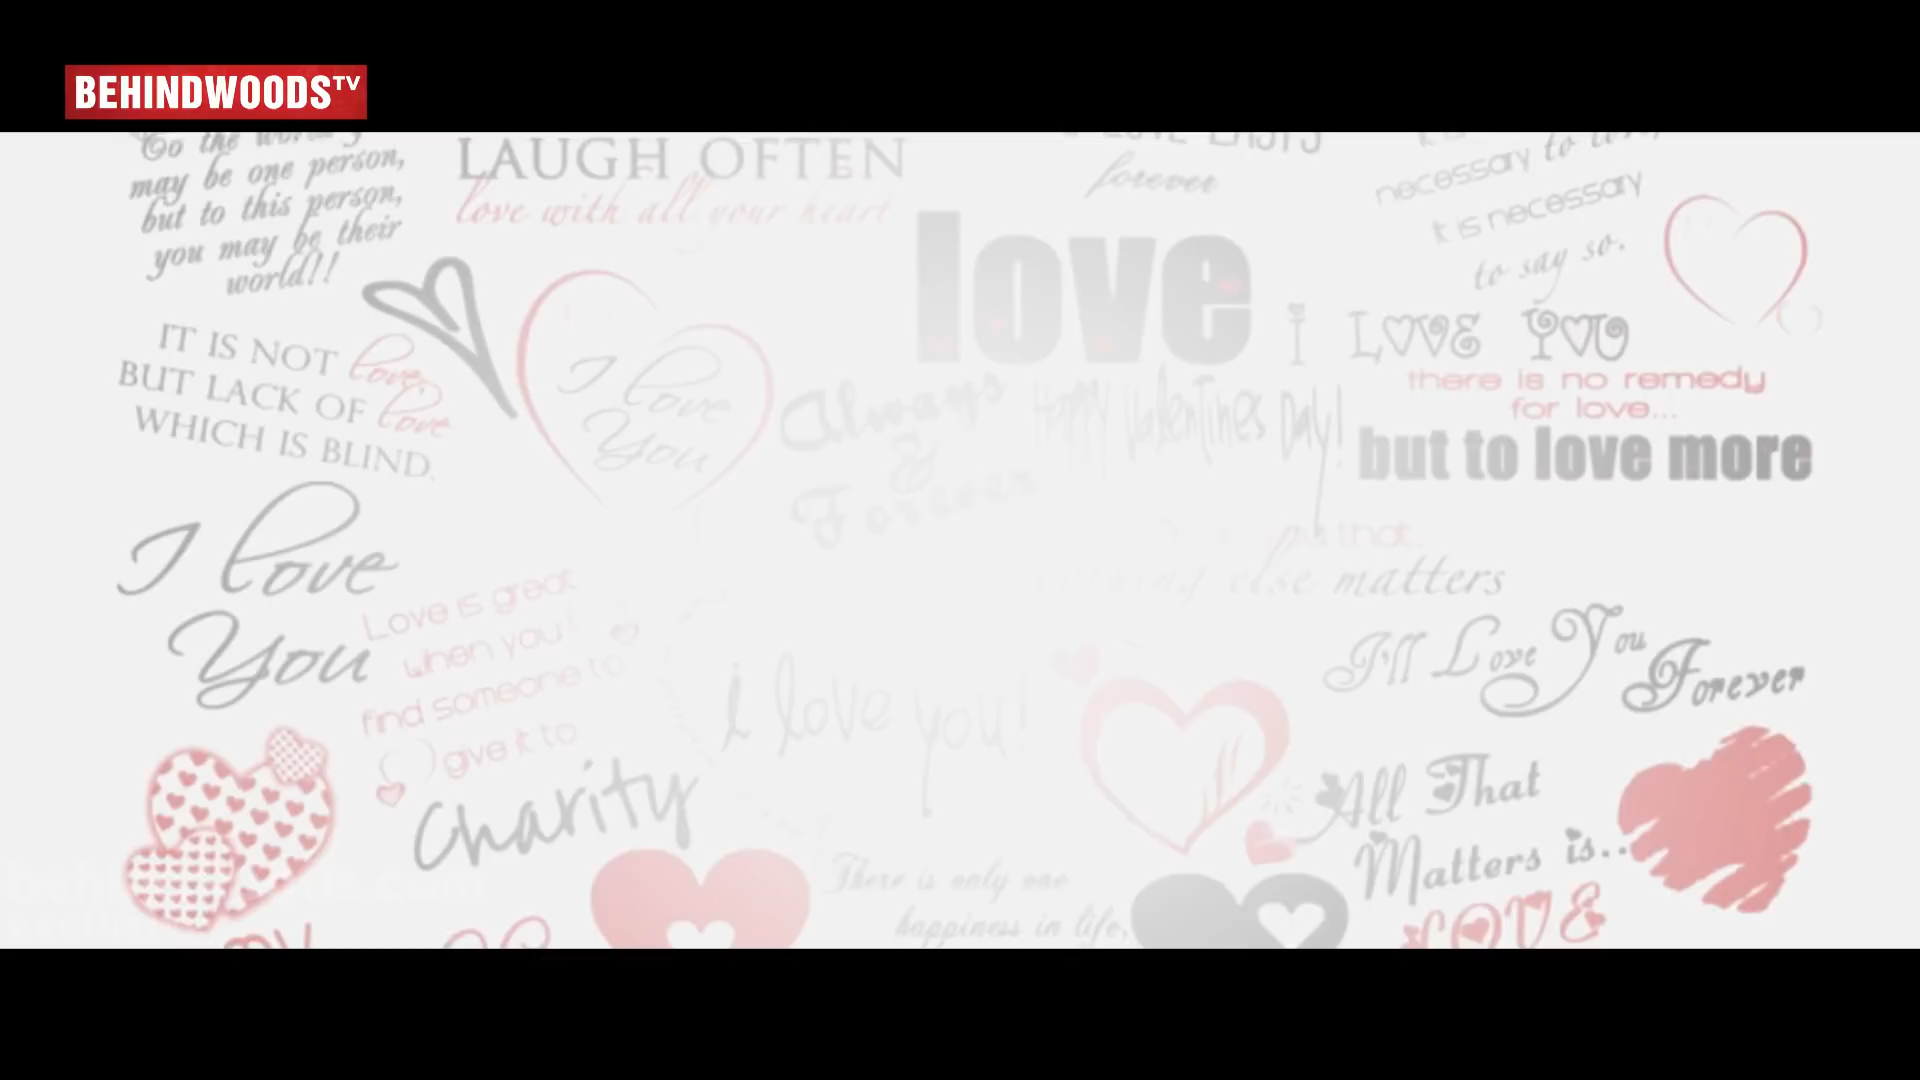 BEHINDWOODS TV
To the world
may be one person,
but to this person,
you may be their
world!!
LAUGH OFTEN
love with all your heart
forever
necessary to
it is necessary
to say so.
love
IT IS NOT love,
BUT LACK OF love
WHICH IS BLIND.
I love
You
Always
&
Forever
Happy Valentines Day!
I LOVE YOU
there is no remedy
for love...
but to love more
that
else matters
I love
You
Love is great
when you
find someone to
give it to
Charity
i love you!
I'll Love You
Forever
All That
Matters is..
LOVE
There is only one
happiness in life,
my